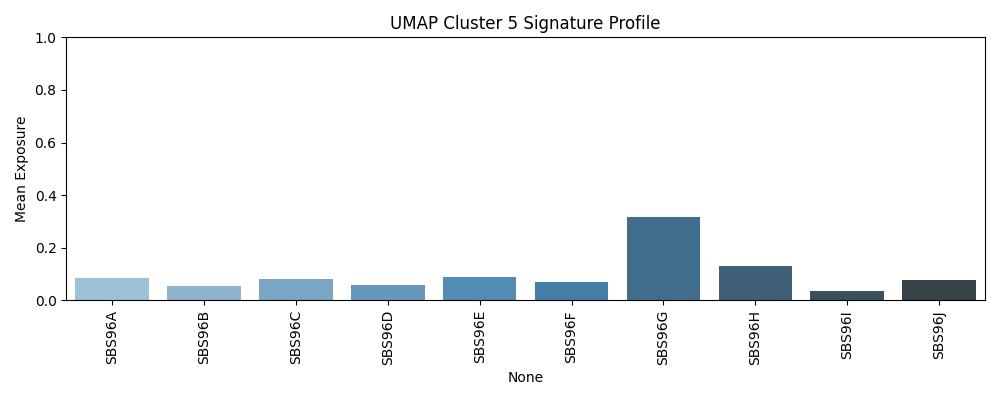 UMAP Cluster 5 Signature Profile
1.0
0.8
0.6
0.4
0.2
0.0
Mean Exposure
SBS96A
SBS96B
SBS96C
SBS96D
SBS96E
SBS96F
SBS96G
SBS96H
SBS96I
SBS96J
None